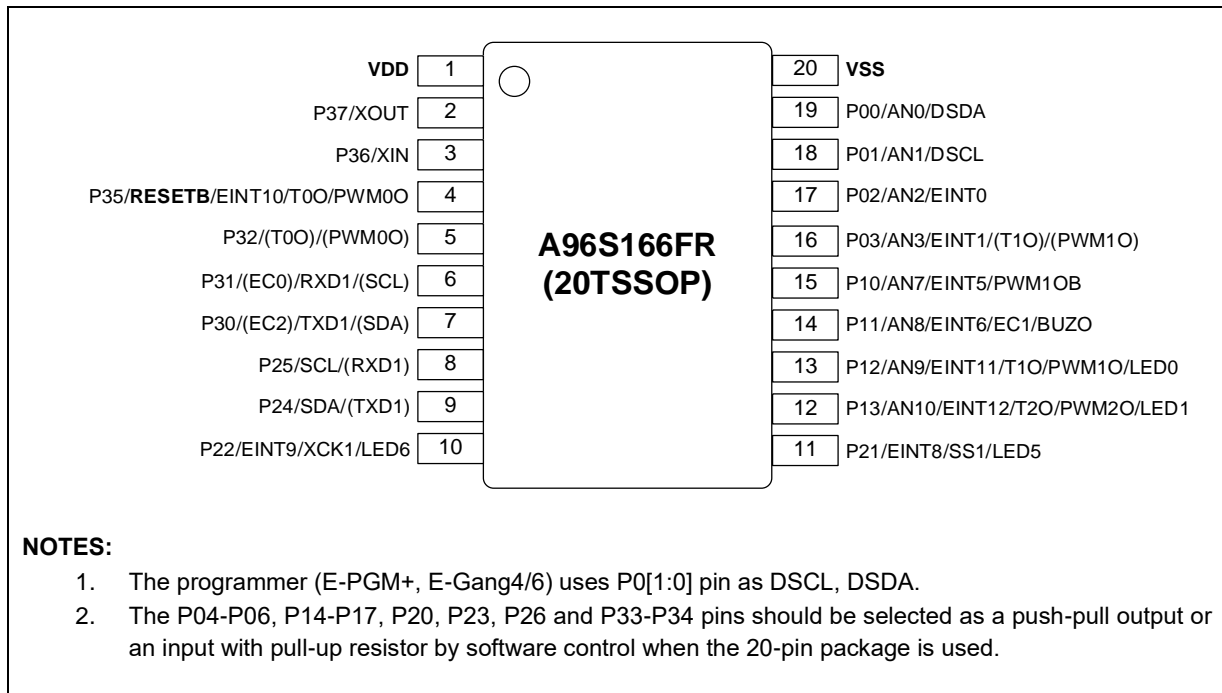 VDD 1
P37/XOUT 2
P36/XIN 3
P35/RESETB/EINT10/T0O/PWM0O 4
P32/(T0O)/(PWM0O) 5
P31/(EC0)/RXD1/(SCL) 6
P30/(EC2)/TXD1/(SDA) 7
P25/SCL/(RXD1) 8
P24/SDA/(TXD1) 9
P22/EINT9/XCK1/LED6 10
A96S166FR
(20TSSOP)
20 VSS
19 P00/AN0/DSDA
18 P01/AN1/DSCL
17 P02/AN2/EINT0
16 P03/AN3/EINT1/(T1O)/(PWM1O)
15 P10/AN7/EINT5/PWM1OB
14 P11/AN8/EINT6/EC1/BUZO
13 P12/AN9/EINT11/T1O/PWM1O/LED0
12 P13/AN10/EINT12/T2O/PWM2O/LED1
11 P21/EINT8/SS1/LED5
NOTES:
1. The programmer (E-PGM+, E-Gang4/6) uses P0[1:0] pin as DSCL, DSDA.
2. The P04-P06, P14-P17, P20, P23, P26 and P33-P34 pins should be selected as a push-pull output or
an input with pull-up resistor by software control when the 20-pin package is used.